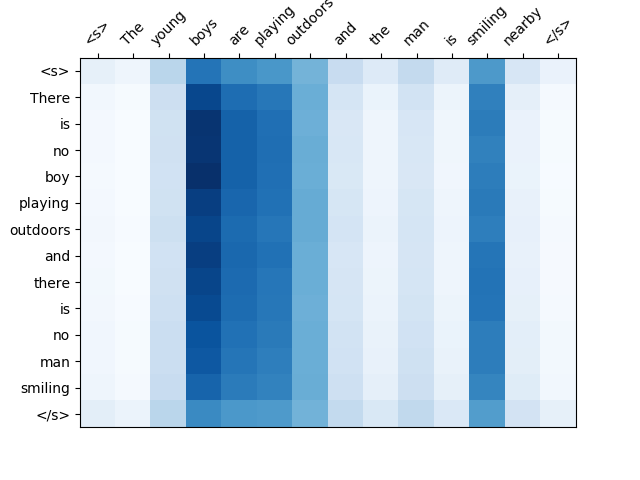 <s> The young boys are playing outdoors and the man is smiling nearby </s>
<s>
There
is
no
boy
playing
outdoors
and
there
is
no
man
smiling
</s>